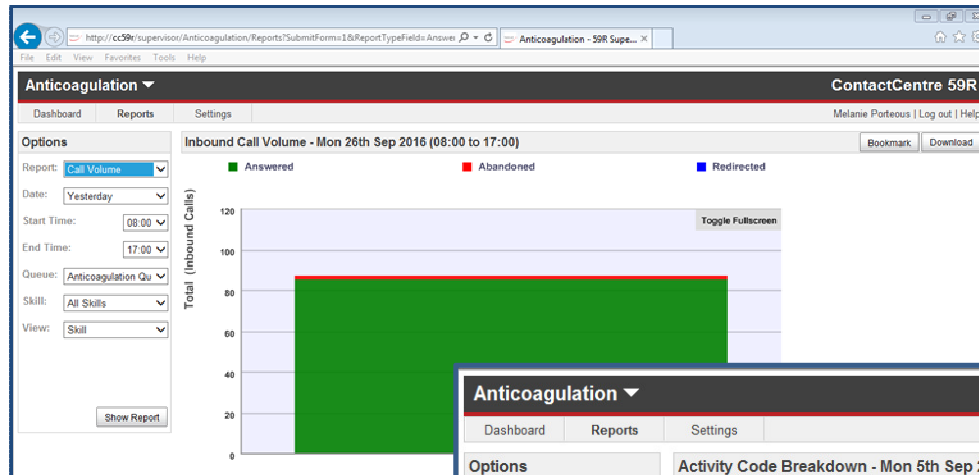 http://cc59r/supervisor/Anticoagulation/Reports?SubmitForm=1&ReportTypeField=Answer
Anticoagulation - 59R Supe...
File Edit View Favorites Tools Help
Anticoagulation
ContactCentre 59R
Dashboard Reports Settings
Melanie Porteous | Log out | Help
Options
Inbound Call Volume - Mon 26th Sep 2016 (08:00 to 17:00)
Bookmark Download
Report: Call Volume
Answered Abandoned Redirected
Date: Yesterday
Start Time: 08:00
End Time: 17:00
Queue: Anticoagulation Qu
Skill: All Skills
View: Skill
Show Report
Total (Inbound Calls)
Toggle Fullscreen
120
100
80
60
40
20
0
Anticoagulation
Dashboard Reports Settings
Options
Activity Code Breakdown - Mon 5th Sep